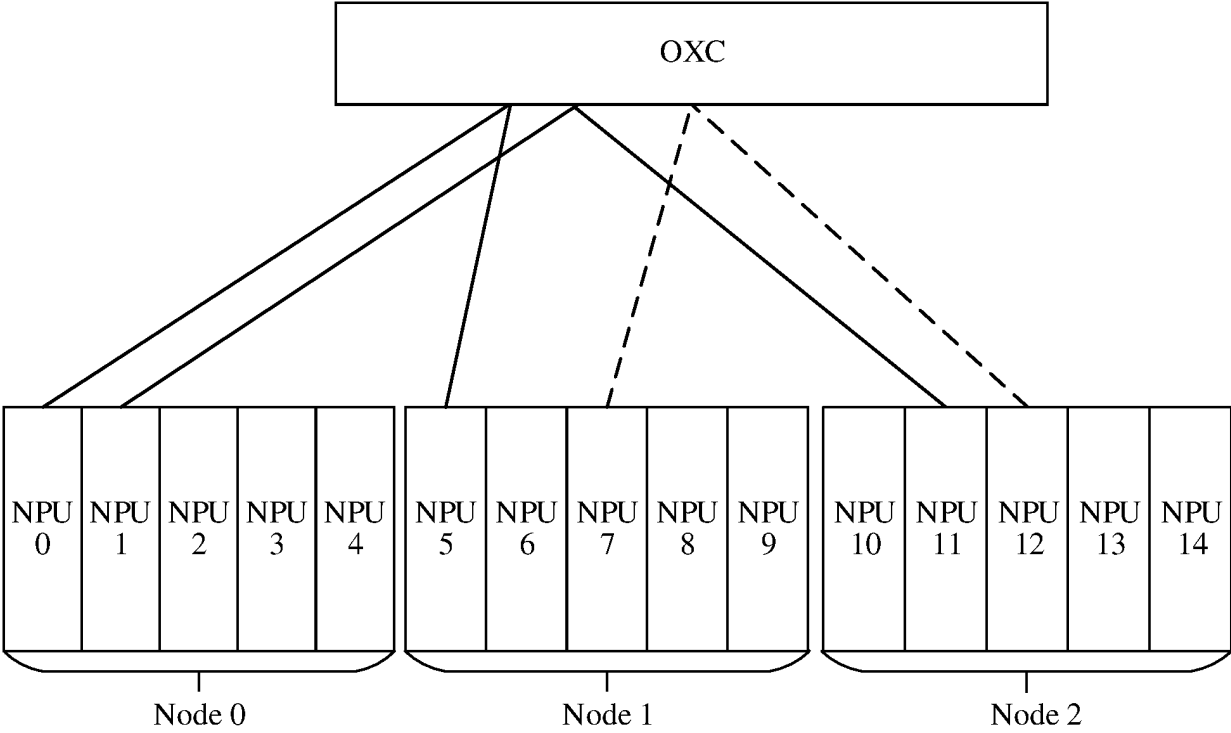 OXC
NPU NPU NPU NPU NPU NPU NPU NPU NPU NPU NPU NPU NPU NPU NPU
0 1 2 3 4 5 6 7 8 9 10 11 12 13 14
Node 0 Node 1 Node 2